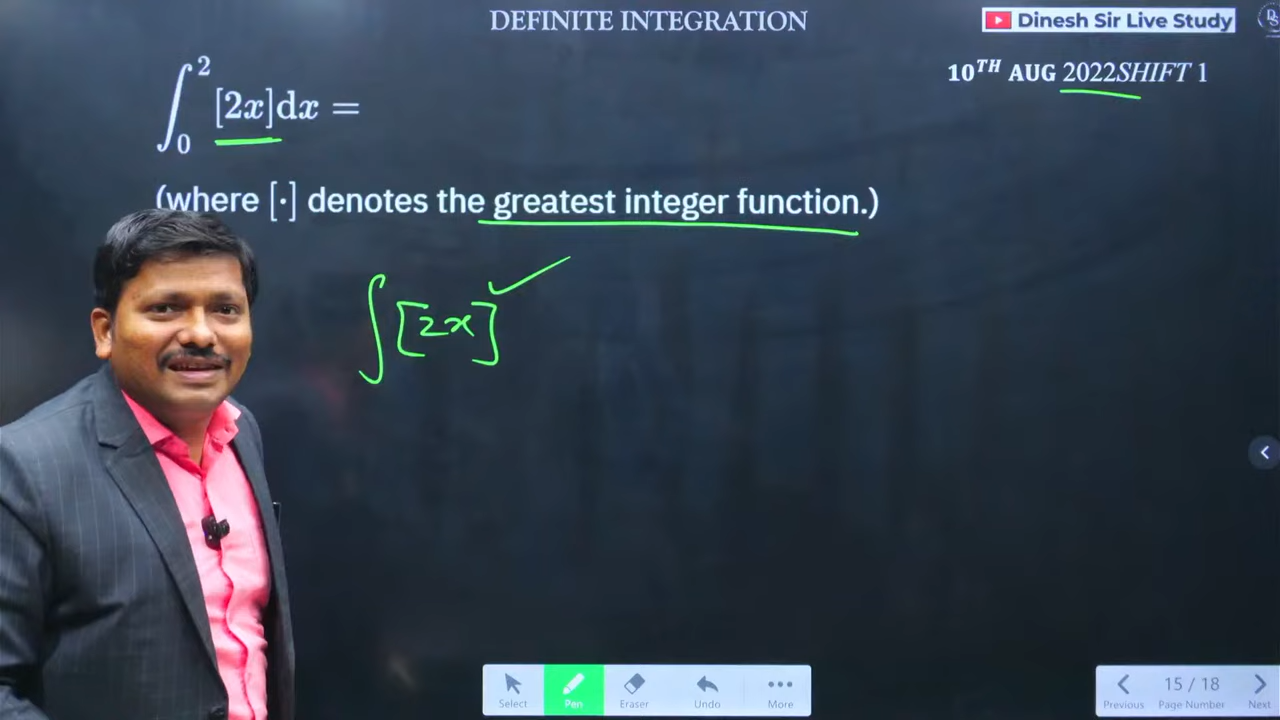 DEFINITE INTEGRATION
Dinesh Sir Live Study
10ᵀᴴ AUG 2022SHIFT 1
∫₀² [2x]dx =
(where [·] denotes the greatest integer function.)
∫ [2x]
Select Pen Eraser Undo More
15 / 18
Previous Page Number Next